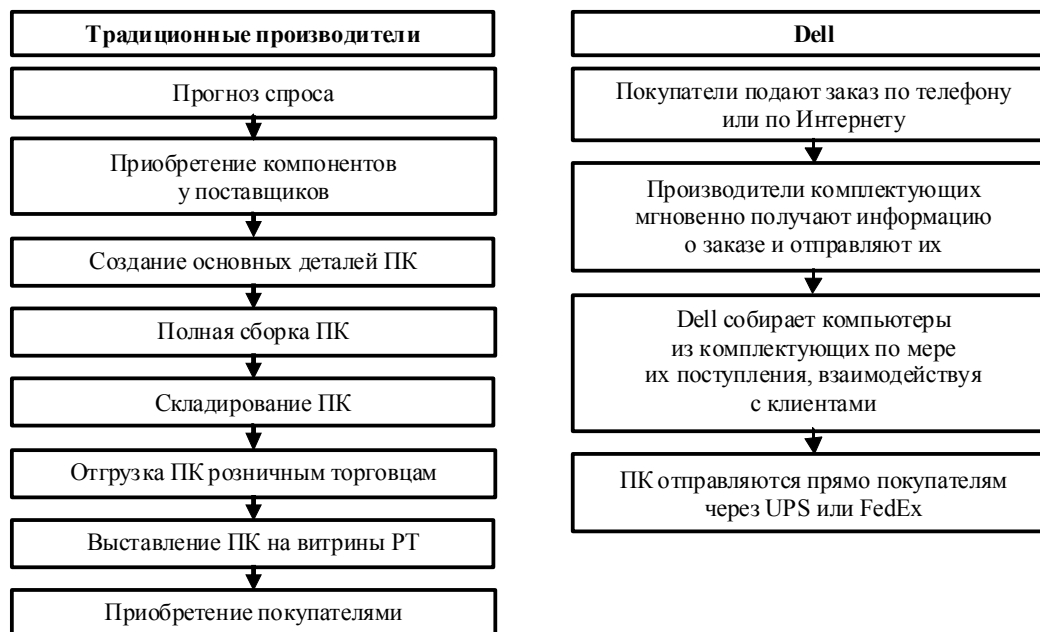 Традиционные производители
Прогноз спроса
Приобретение компонентов
у поставщиков
Создание основных деталей ПК
Полная сборка ПК
Складирование ПК
Отгрузка ПК розничным торговцам
Выставление ПК на витрины РТ
Приобретение покупателями
Dell
Покупатели подают заказ по телефону
или по Интернету
Производители комплектующих
мгновенно получают информацию
о заказе и отправляют их
Dell собирает компьютеры
из комплектующих по мере
их поступления, взаимодействуя
с клиентами
ПК отправляются прямо покупателям
через UPS или FedEx